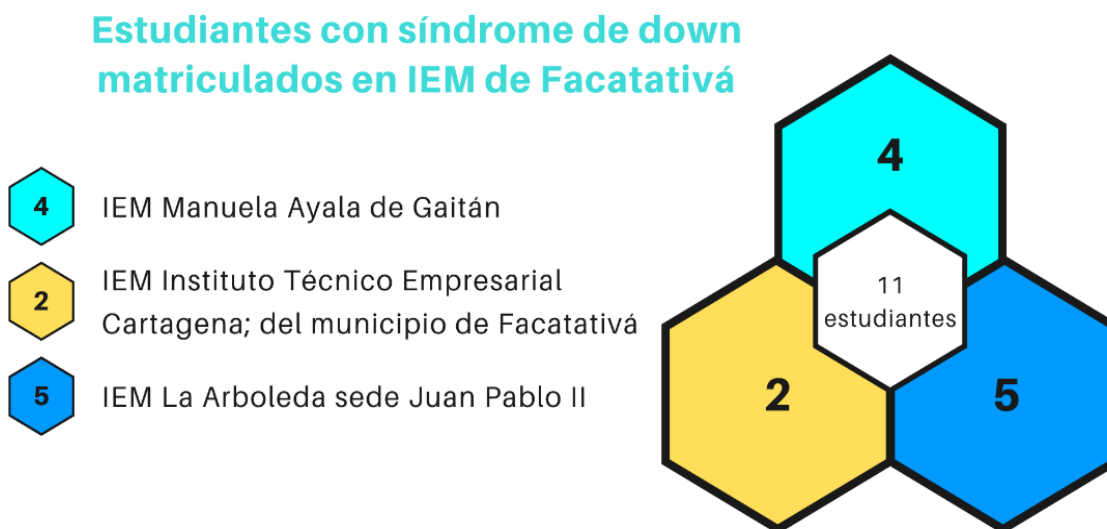 Estudiantes con síndrome de down
matriculados en IEM de Facatativá
4
IEM Manuela Ayala de Gaitán
2
IEM Instituto Técnico Empresarial
Cartagena; del municipio de Facatativá
5
IEM La Arboleda sede Juan Pablo II
4
11
estudiantes
2
5